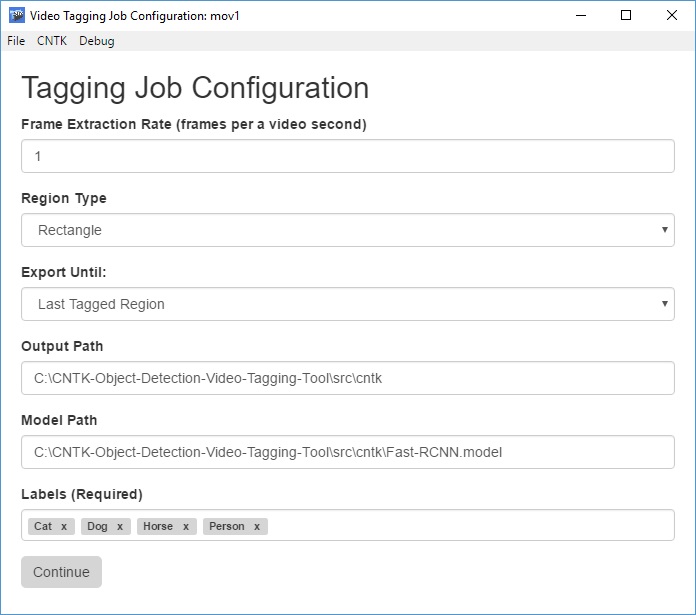 Video Tagging Job Configuration: mov1
File CNTK Debug
Tagging Job Configuration
Frame Extraction Rate (frames per a video second)
1
Region Type
Rectangle
Export Until:
Last Tagged Region
Output Path
C:\CNTK-Object-Detection-Video-Tagging-Tool\src\cntk
Model Path
C:\CNTK-Object-Detection-Video-Tagging-Tool\src\cntk\Fast-RCNN.model
Labels (Required)
Cat x Dog x Horse x Person x
Continue